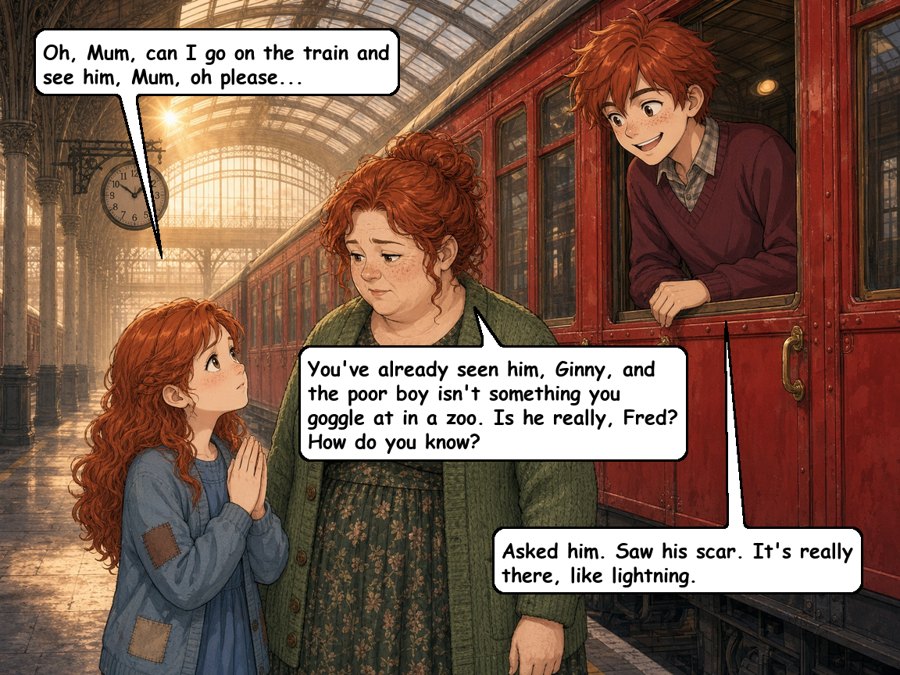 Oh, Mum, can I go on the train and
see him, Mum, oh please...
You've already seen him, Ginny, and
the poor boy isn't something you
goggle at in a zoo. Is he really, Fred?
How do you know?
Asked him. Saw his scar. It's really
there, like lightning.